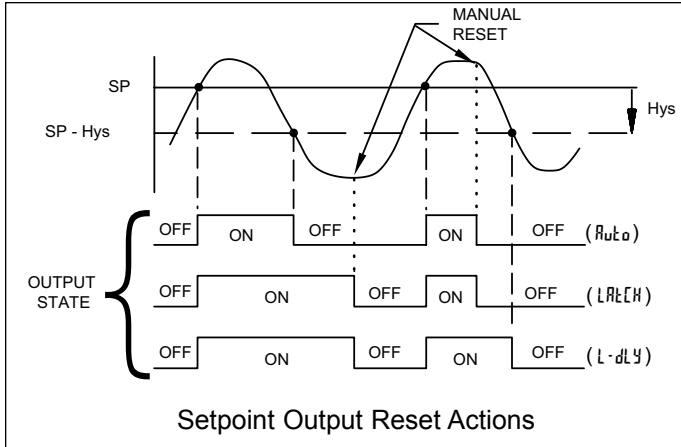 MANUAL
RESET
SP
Hys
SP - Hys
OFF ON OFF ON OFF (Auto)
OUTPUT
STATE
OFF ON OFF ON OFF (LAtCH)
OFF ON OFF ON OFF (L-dLY)
Setpoint Output Reset Actions